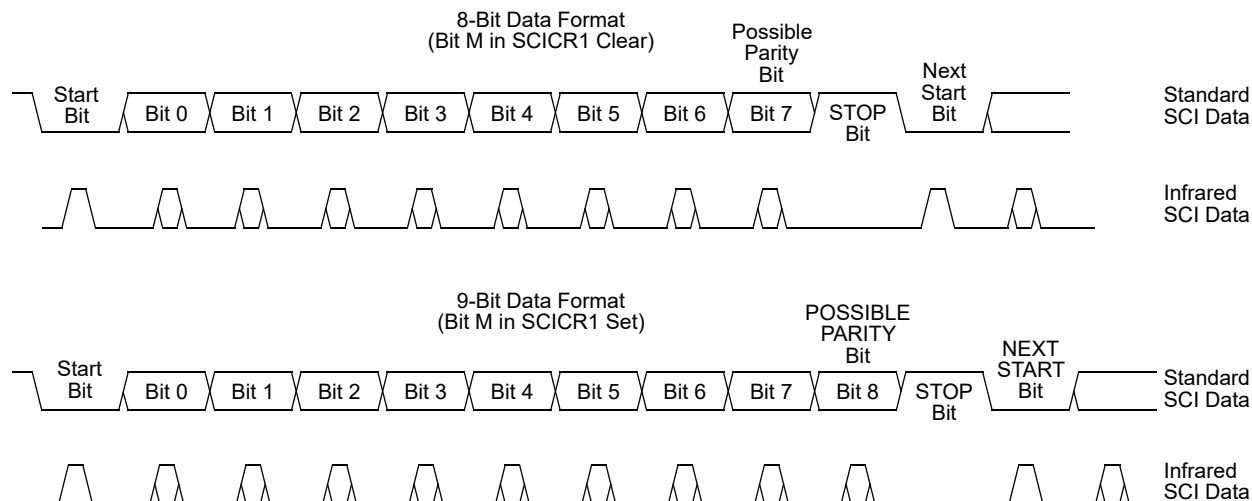 8-Bit Data Format
(Bit M in SCICR1 Clear)
Possible
Parity
Bit
Start
Bit
Bit 0
Bit 1
Bit 2
Bit 3
Bit 4
Bit 5
Bit 6
Bit 7
STOP
Bit
Next
Start
Bit
Standard
SCI Data
Infrared
SCI Data
9-Bit Data Format
(Bit M in SCICR1 Set)
POSSIBLE
PARITY
Bit
Start
Bit
Bit 0
Bit 1
Bit 2
Bit 3
Bit 4
Bit 5
Bit 6
Bit 7
Bit 8
STOP
Bit
NEXT
START
Bit
Standard
SCI Data
Infrared
SCI Data